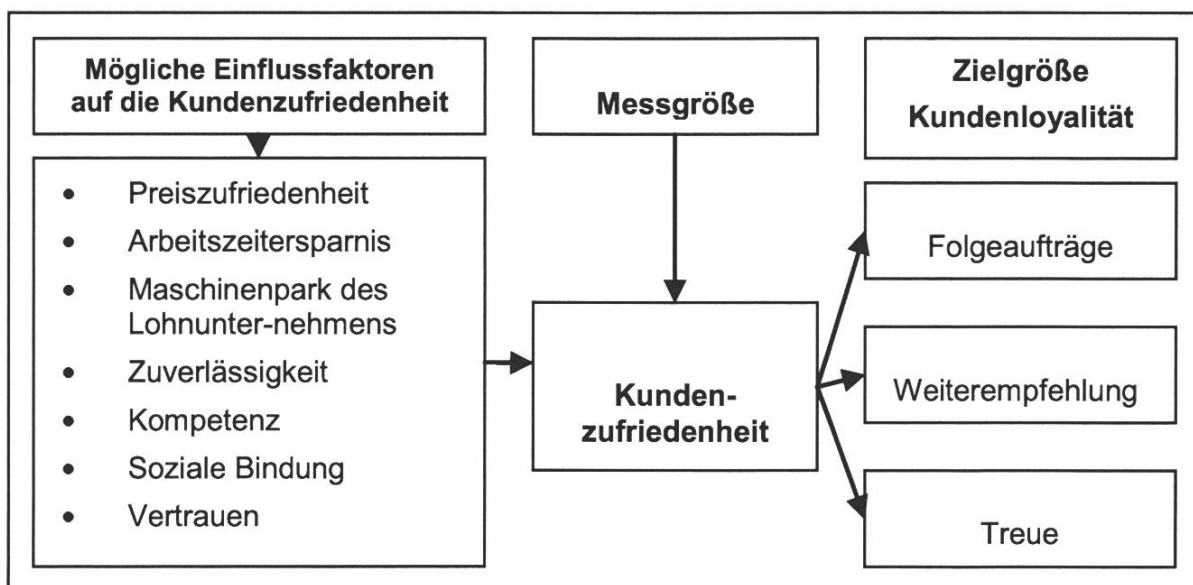 Mögliche Einflussfaktoren
auf die Kundenzufriedenheit
• Preiszufriedenheit
• Arbeitszeitersparnis
• Maschinenpark des
Lohnunter-nehmens
• Zuverlässigkeit
• Kompetenz
• Soziale Bindung
• Vertrauen
Messgröße
Kunden-
zufriedenheit
Zielgröße
Kundenloyalität
Folgeaufträge
Weiterempfehlung
Treue